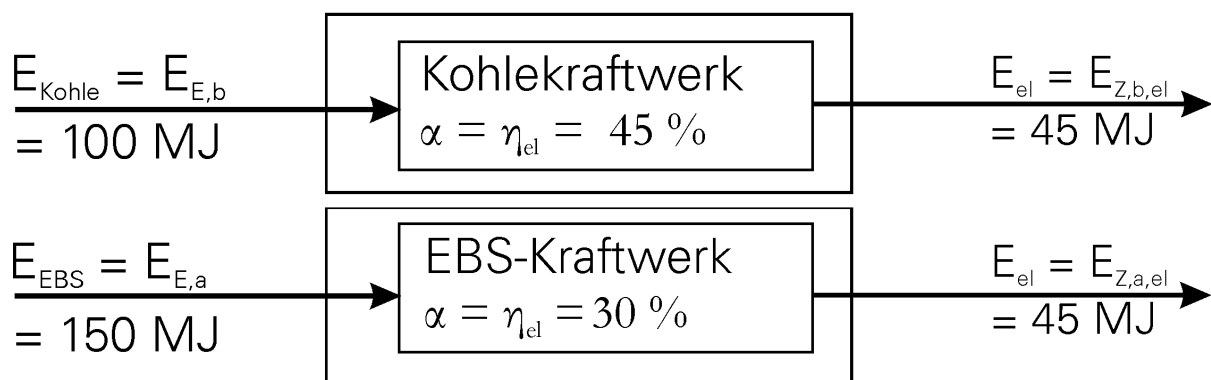 E_Kohle = E_E,b
= 100 MJ
Kohlekraftwerk
α = η_el = 45 %
E_el = E_Z,b,el
= 45 MJ
E_EBS = E_E,a
= 150 MJ
EBS-Kraftwerk
α = η_el = 30 %
E_el = E_Z,a,el
= 45 MJ